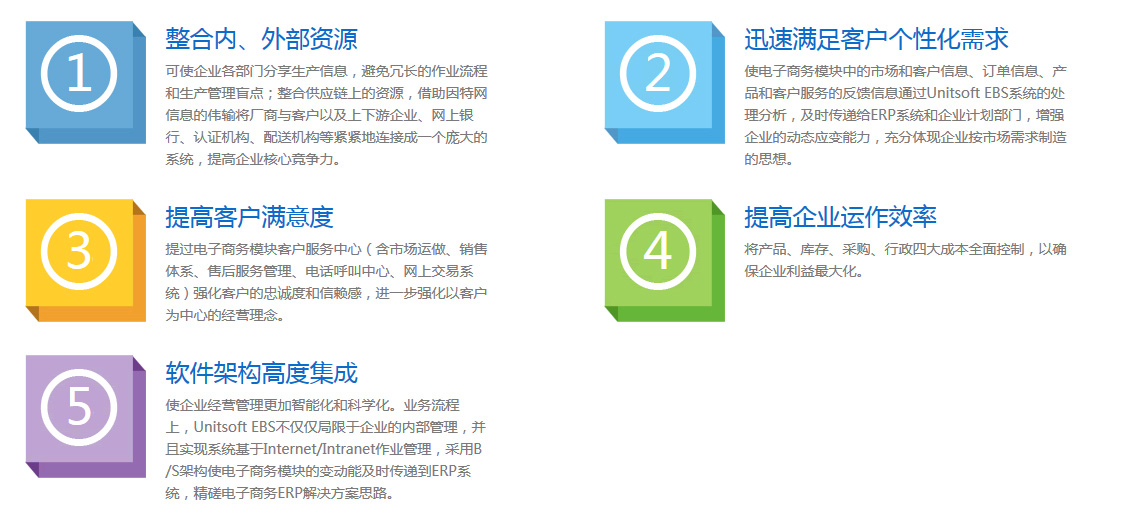 1
整合内、外部资源
可使企业各部门分享生产信息，避免冗长的作业流程
和生产管理盲点；整合供应链上的资源，借助因特网
信息的伟输将厂商与客户以及上下游企业、网上银
行、认证机构、配送机构等紧紧地连接成一个庞大的
系统，提高企业核心竞争力。
2
迅速满足客户个性化需求
使电子商务模块中的市场和客户信息、订单信息、产
品和客户服务的反馈信息通过Unitsoft EBS系统的处
理分析，及时传递给ERP系统和企业计划部门，增强
企业的动态应变能力，充分体现企业按市场需求制造
的思想。
3
提高客户满意度
提过电子商务模块客户服务中心（含市场运做、销售
体系、售后服务管理、电话呼叫中心、网上交易系
统）强化客户的忠诚度和信赖感，进一步强化以客户
为中心的经营理念。
4
提高企业运作效率
将产品、库存、采购、行政四大成本全面控制，以确
保企业利益最大化。
5
软件架构高度集成
使企业经营管理更加智能化和科学化。业务流程
上，Unitsoft EBS不仅仅局限于企业的内部管理，并
且实现系统基于Internet/Intranet作业管理，采用B
/S架构使电子商务模块的变动能及时传递到ERP系
统，精磋电子商务ERP解决方案思路。